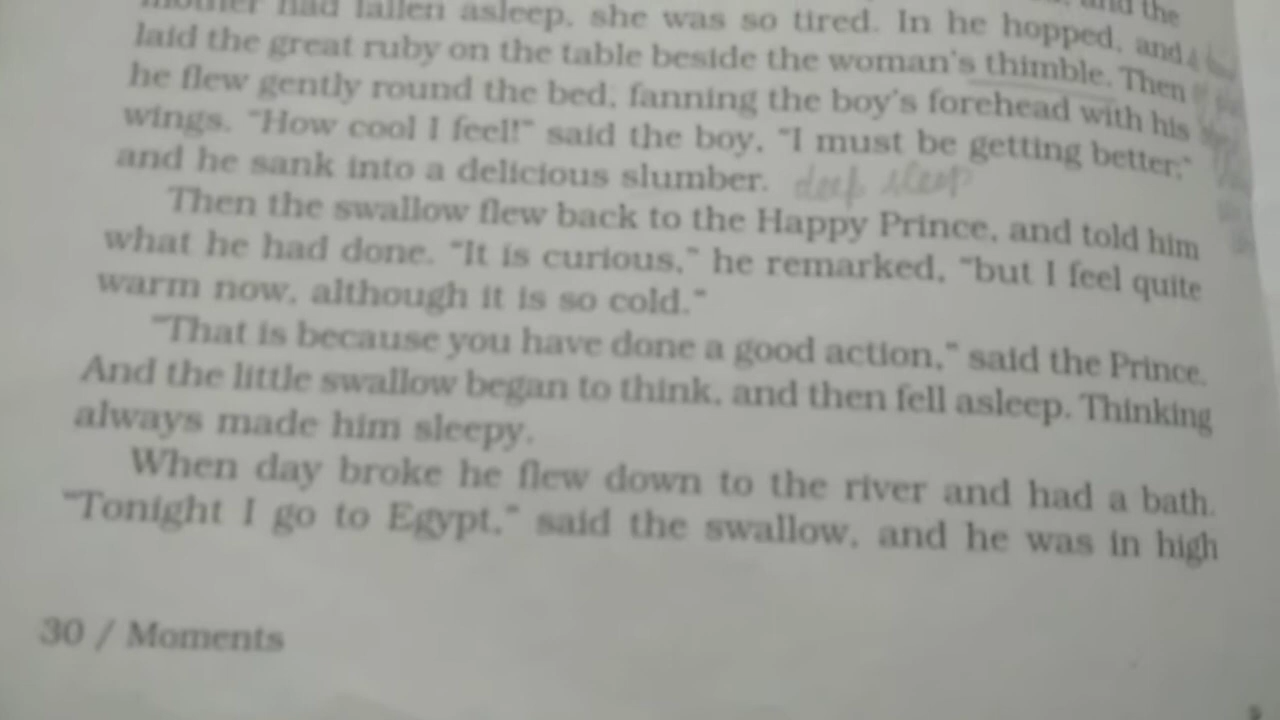 and the
mother had fallen asleep, she was so tired. In he hopped, and
laid the great ruby on the table beside the woman's thimble. Then
he flew gently round the bed, fanning the boy's forehead with his
wings. "How cool I feel!" said the boy, "I must be getting better;"
and he sank into a delicious slumber. deep sleep
Then the swallow flew back to the Happy Prince, and told him
what he had done. "It is curious," he remarked, "but I feel quite
warm now, although it is so cold."
"That is because you have done a good action," said the Prince.
And the little swallow began to think, and then fell asleep. Thinking
always made him sleepy.
When day broke he flew down to the river and had a bath.
"Tonight I go to Egypt," said the swallow, and he was in high
30 / Moments